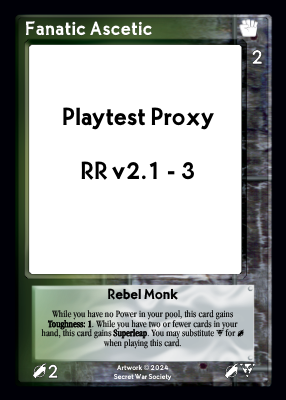 Fanatic Ascetic
2
Playtest Proxy
RR v2.1 - 3
Rebel Monk
While you have no Power in your pool, this card gains
Toughness: 1. While you have two or fewer cards in your
hand, this card gains Superleap. You may substitute for
when playing this card.
2
Artwork © 2024
Secret War Society